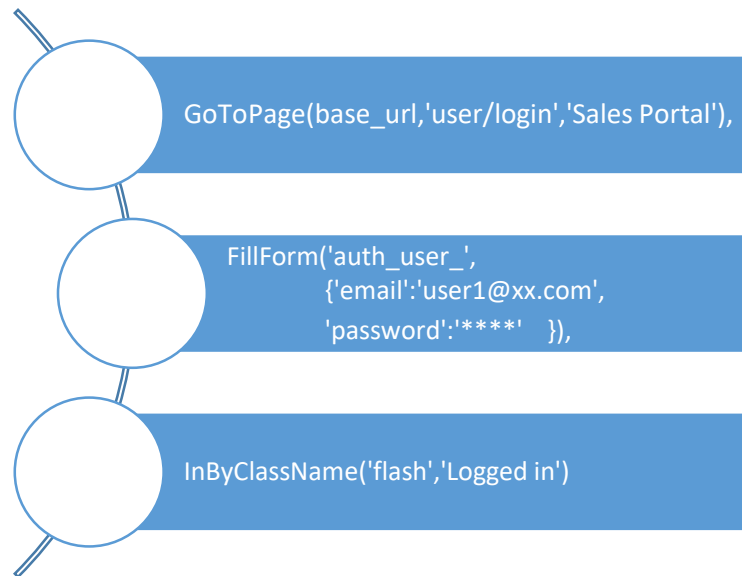 GoToPage(base_url,'user/login','Sales Portal'),
FillForm('auth_user_',
{'email':'user1@xx.com',
'password':'****' }),
InByClassName('flash','Logged in')